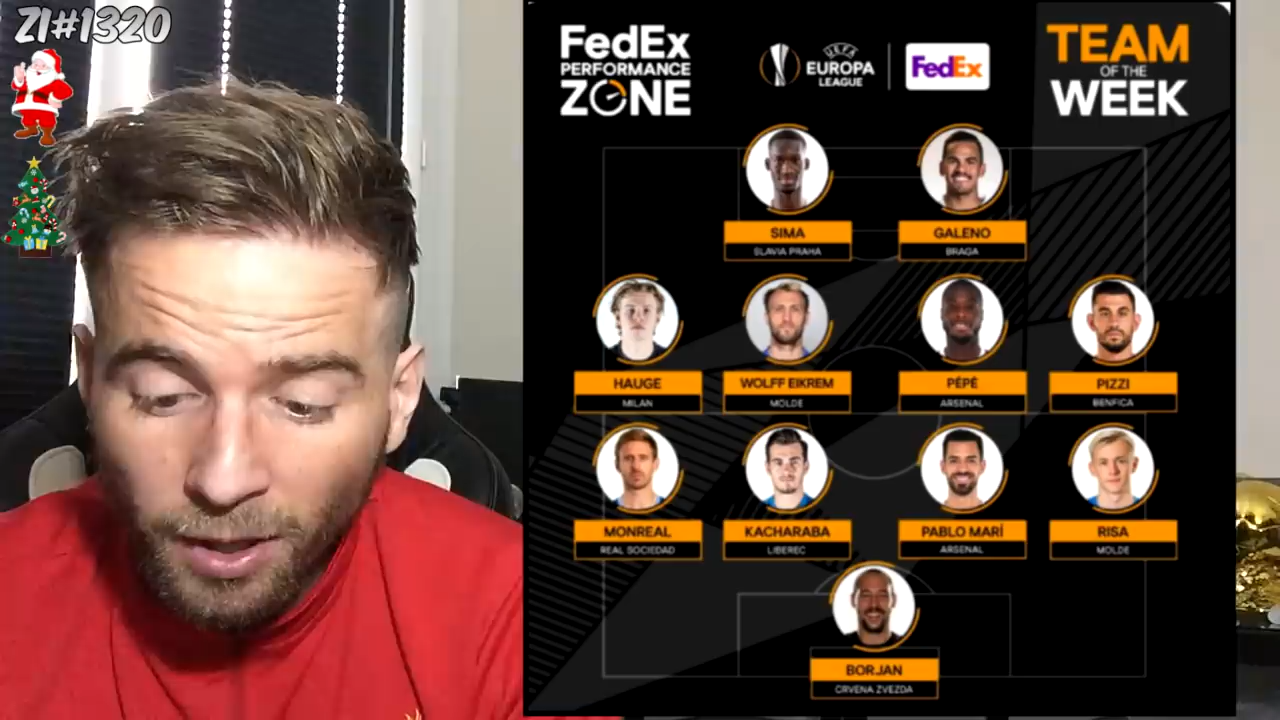 ZI#1320
FedEx
PERFORMANCE
ZONE
UEFA
EUROPA
LEAGUE
FedEx
TEAM
OF THE
WEEK
SIMA
SLAVIA PRAHA
GALENO
BRAGA
HAUGE
MILAN
WOLFF EIKREM
MOLDE
PÉPÉ
ARSENAL
PIZZI
BENFICA
MONREAL
REAL SOCIEDAD
KACHARABA
LIBEREC
PABLO MARÍ
ARSENAL
RISA
MOLDE
BORJAN
CRVENA ZVEZDA